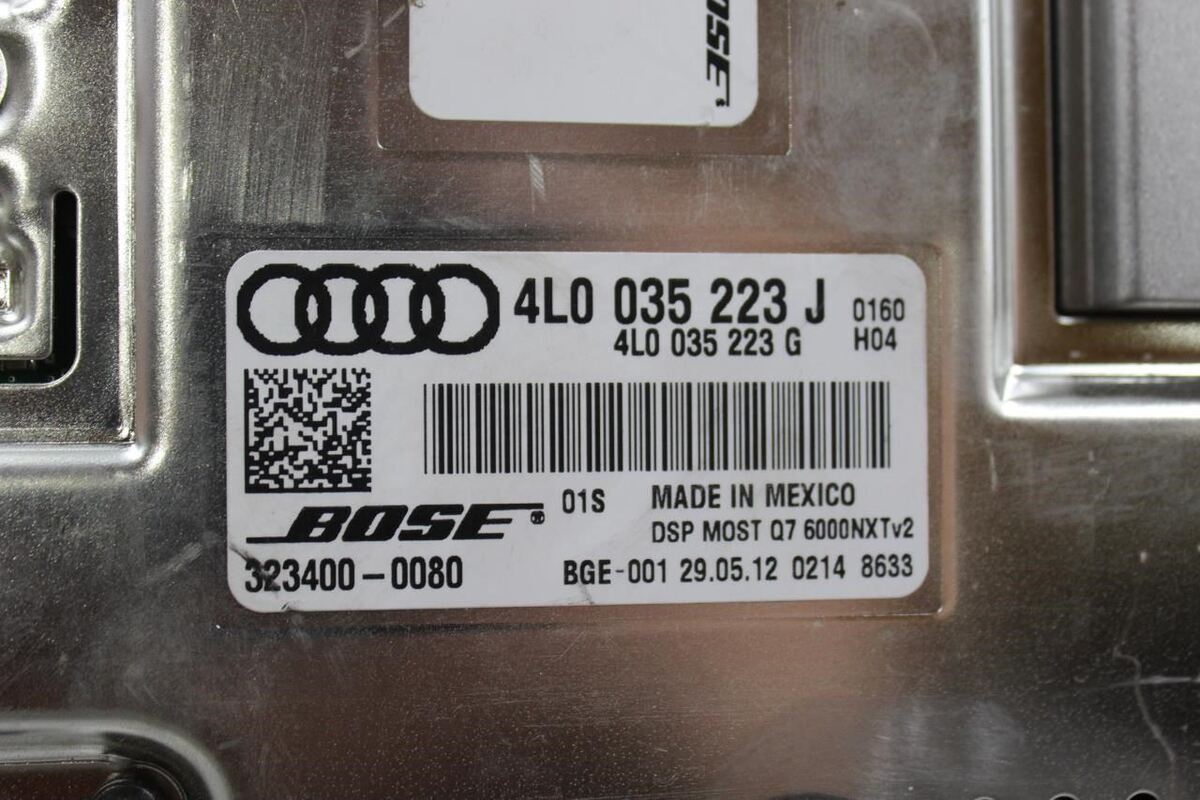 BOSE
4L0 035 223 J 0160
4L0 035 223 G H04
01S MADE IN MEXICO
BOSE DSP MOST Q7 6000NXTv2
323400-0080 BGE-001 29.05.12 0214 8633